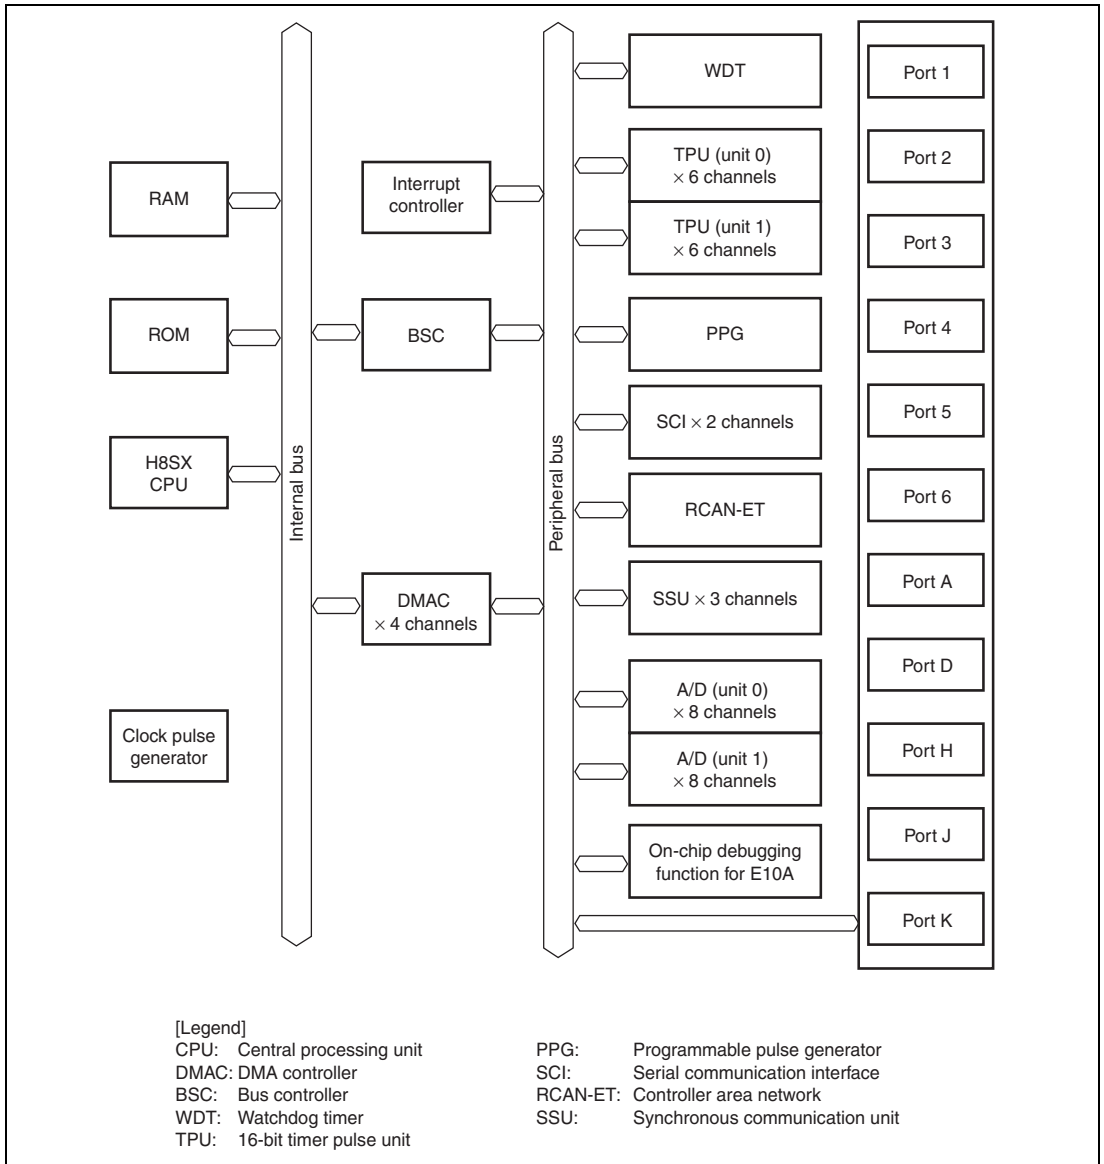 RAM
ROM
H8SX
CPU
Clock pulse
generator
Internal bus
Interrupt
controller
BSC
DMAC
× 4 channels
Peripheral bus
WDT
TPU (unit 0)
× 6 channels
TPU (unit 1)
× 6 channels
PPG
SCI × 2 channels
RCAN-ET
SSU × 3 channels
A/D (unit 0)
× 8 channels
A/D (unit 1)
× 8 channels
On-chip debugging
function for E10A
Port 1
Port 2
Port 3
Port 4
Port 5
Port 6
Port A
Port D
Port H
Port J
Port K
[Legend]
CPU: Central processing unit
DMAC: DMA controller
BSC: Bus controller
WDT: Watchdog timer
TPU: 16-bit timer pulse unit
PPG: Programmable pulse generator
SCI: Serial communication interface
RCAN-ET: Controller area network
SSU: Synchronous communication unit